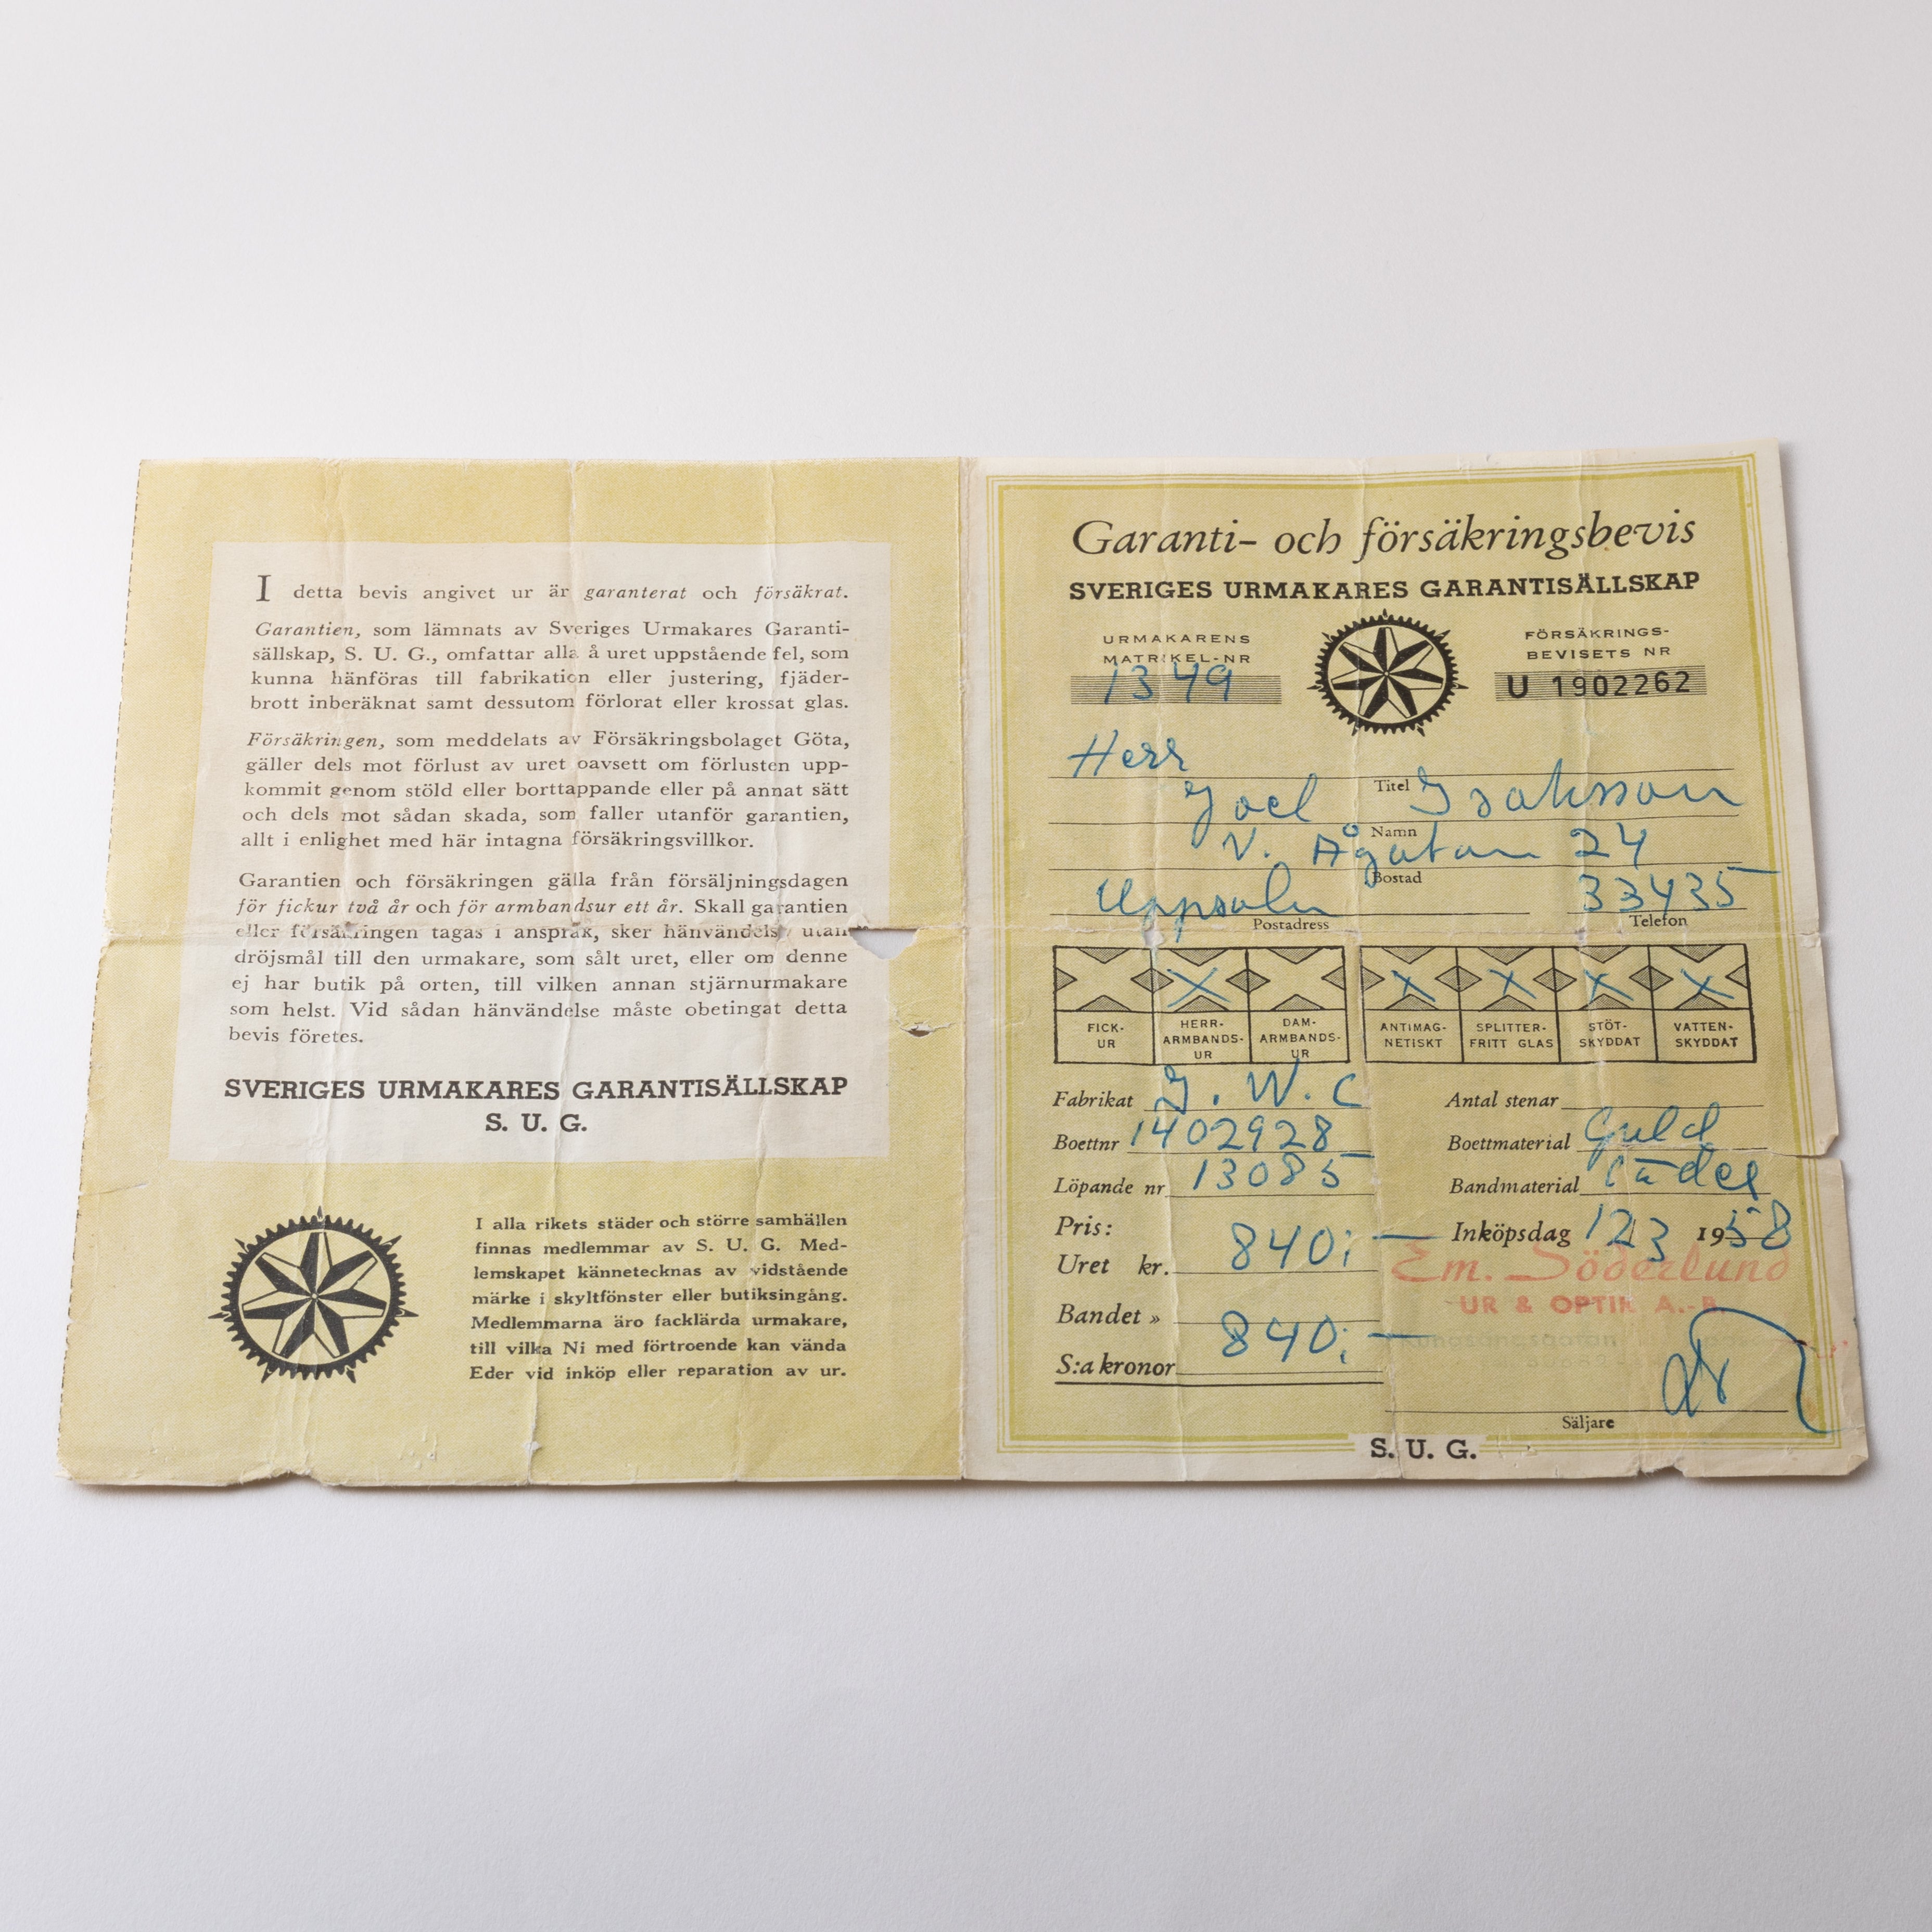 I detta bevis angivet ur är garanterat och försäkrat.
Garantien, som lämnats av Sveriges Urmakares Garanti-
sällskap, S. U. G., omfattar alla å uret uppstående fel, som
kunna hänföras till fabrikation eller justering, fjäder-
brott inberäknat samt dessutom förlorat eller krossat glas.
Försäkringen, som meddelats av Försäkringsbolaget Göta,
gäller dels mot förlust av uret oavsett om förlusten upp-
kommit genom stöld eller borttappande eller på annat sätt
och dels mot sådan skada, som faller utanför garantien,
allt i enlighet med här intagna försäkringsvillkor.
Garantien och försäkringen gälla från försäljningsdagen
för fickur två år och för armbandsur ett år. Skall garantien
eller försäkringen tagas i anspråk, sker hänvändelse utan
dröjsmål till den urmakare, som sålt uret, eller om denne
ej har butik på orten, till vilken annan stjärnurmakare
som helst. Vid sådan hänvändelse måste obetingat detta
bevis företes.
SVERIGES URMAKARES GARANTISÄLLSKAP
S. U. G.
I alla rikets städer och större samhällen
finnas medlemmar av S. U. G. Med-
lemskapet kännetecknas av vidstående
märke i skyltfönster eller butiksingång.
Medlemmarna äro facklärda urmakare,
till vilka Ni med förtroende kan vända
Eder vid inköp eller reparation av ur.
Garanti- och försäkringsbevis
SVERIGES URMAKARES GARANTISÄLLSKAP
URMAKARENS
MATRIKEL-NR
1349
FÖRSÄKRINGS-
BEVISETS NR
U 1902262
Herr
Titel
Joel Isaksson
Namn
V. Ågatan 24
Bostad
Uppsala 33435
Postadress Telefon
FICK-
UR
HERR-
ARMBANDS-
UR
DAM-
ARMBANDS-
UR
ANTIMAG-
NETISKT
SPLITTER-
FRITT GLAS
STÖT-
SKYDDAT
VATTEN-
SKYDDAT
Fabrikat I. W. C Antal stenar
Boettnr 1402928 Boettmaterial Guld
Löpande nr 13085 Bandmaterial Läder
Pris: Inköpsdag 12/3 1958
Uret kr. 840:—
Em. Söderlund
UR & OPTIK A.-B.
Bandet »
S:a kronor 840:—
Säljare
S. U. G.